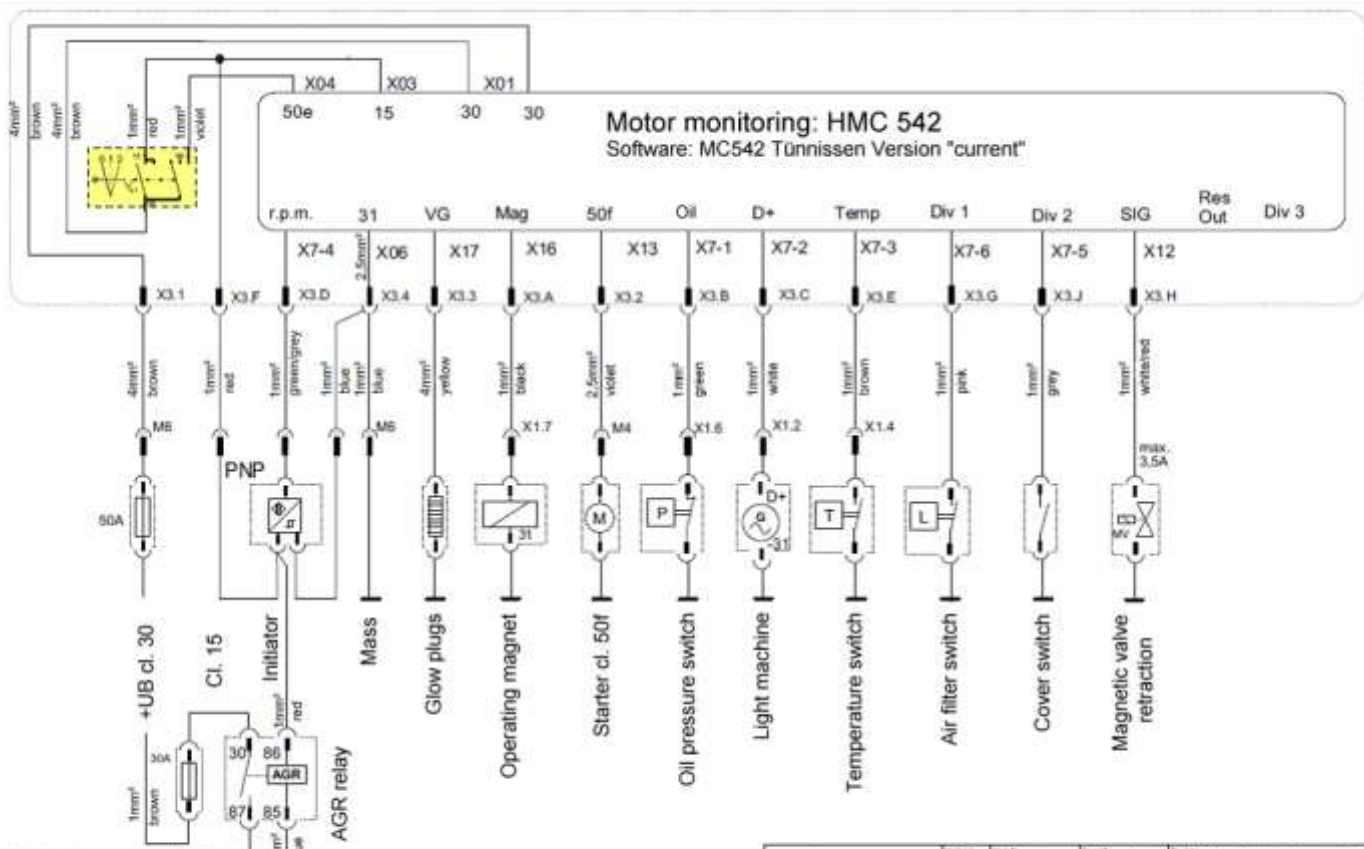 X04 X03 X01
50e 15 30 30
4mm² brown
4mm² brown
1mm² red
1mm² violet
Motor monitoring: HMC 542
Software: MC542 Tünnissen Version "current"
r.p.m. 31 VG Mag 50f Oil D+ Temp Div 1 Div 2 SIG Res Out Div 3
X7-4 X06 X17 X16 X13 X7-1 X7-2 X7-3 X7-6 X7-5 X12
2,5mm²
X3.1 X3.F X3.D X3.4 X3.3 X3.A X3.2 X3.B X3.C X3.E X3.G X3.J X3.H
4mm² brown
1mm² red
1mm² green/grey
1mm² blue
1mm² blue
4mm² yellow
1mm² black
2,5mm² violet
1mm² green
1mm² white
1mm² brown
1mm² pink
1mm² grey
1mm² white/red
M6 M6 X1.7 M4 X1.6 X1.2 X1.4
max. 3,5A
PNP
50A
31
M
P
D+
G
31
T
L
MV
+UB cl. 30
Cl. 15
Initiator
Mass
Glow plugs
Operating magnet
Starter cl. 50f
Oil pressure switch
Light machine
Temperature switch
Air filter switch
Cover switch
Magnetic valve
retraction
1mm² red
30A
30 86
AGR
87 85
AGR relay
1mm² brown